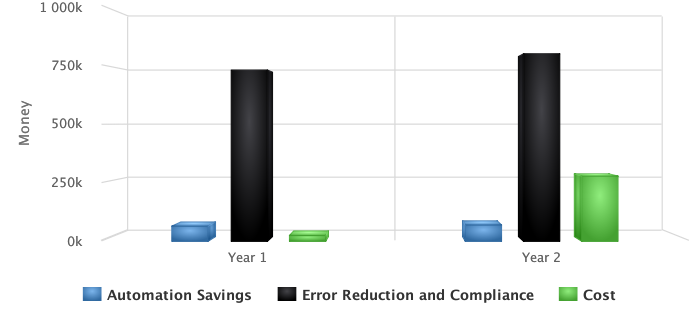 1 000k
750k
500k
250k
0k
Money
Year 1
Year 2
Automation Savings
Error Reduction and Compliance
Cost